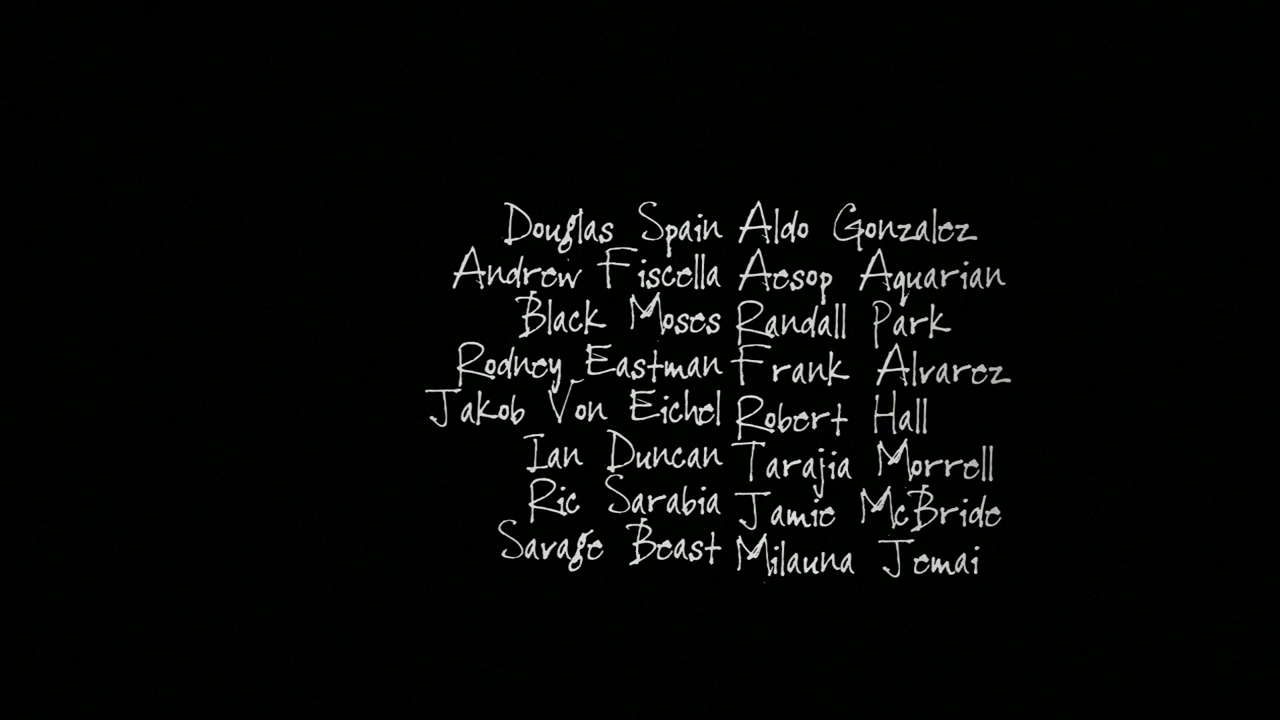 Douglas Spain Aldo Gonzalez
Andrew Fiscella Aesop Aquarian
Black Moses Randall Park
Rodney Eastman Frank Alvarez
Jakob Von Eichel Robert Hall
Ian Duncan Tarajia Morrell
Ric Sarabia Jamie McBride
Savage Beast Milauna Jemai